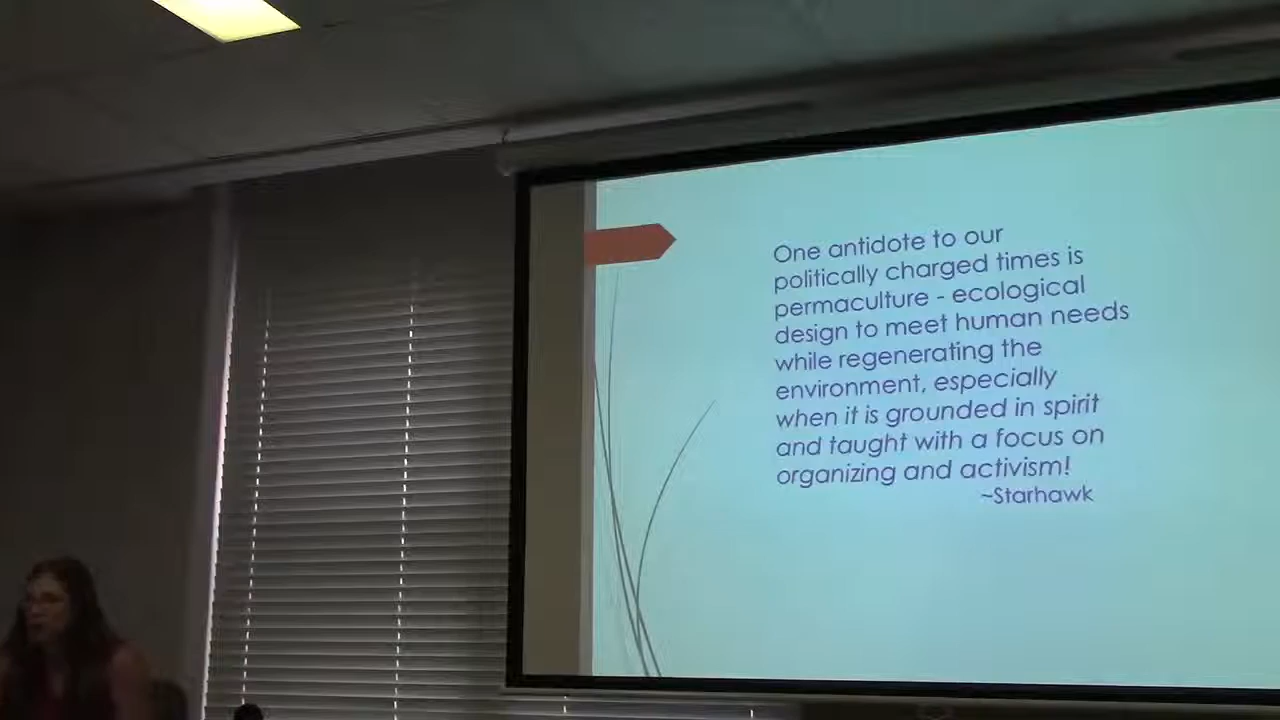 One antidote to our
politically charged times is
permaculture - ecological
design to meet human needs
while regenerating the
environment, especially
when it is grounded in spirit
and taught with a focus on
organizing and activism!
~Starhawk